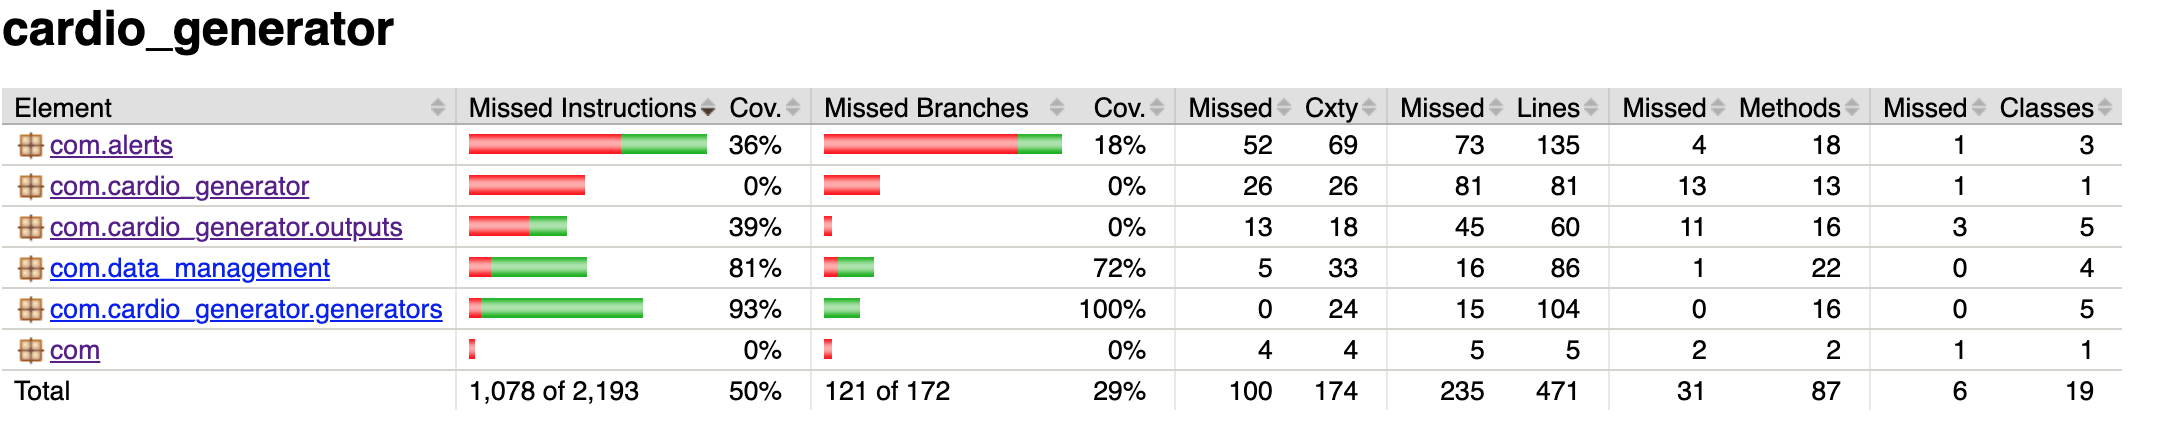 cardio_generator
Element Missed Instructions Cov. Missed Branches Cov. Missed Cxty Missed Lines Missed Methods Missed Classes
com.alerts 36% 18% 52 69 73 135 4 18 1 3
com.cardio_generator 0% 0% 26 26 81 81 13 13 1 1
com.cardio_generator.outputs 39% 0% 13 18 45 60 11 16 3 5
com.data_management 81% 72% 5 33 16 86 1 22 0 4
com.cardio_generator.generators 93% 100% 0 24 15 104 0 16 0 5
com 0% 0% 4 4 5 5 2 2 1 1
Total 1,078 of 2,193 50% 121 of 172 29% 100 174 235 471 31 87 6 19